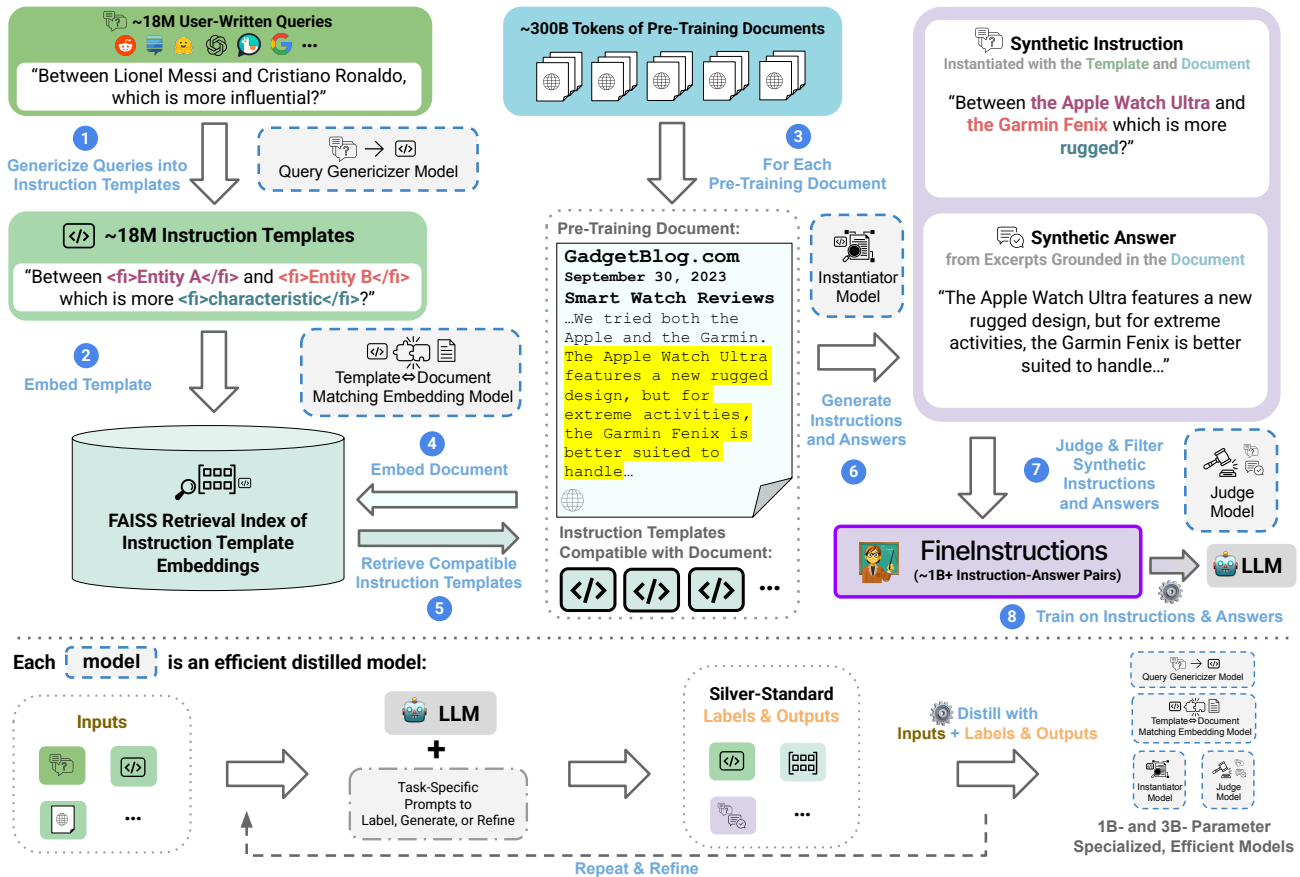 ~18M User-Written Queries
...
“Between Lionel Messi and Cristiano Ronaldo,
which is more influential?”
1
Genericize Queries into
Instruction Templates
Query Genericizer Model
</> ~18M Instruction Templates
“Between <fi>Entity A</fi> and <fi>Entity B</fi>
which is more <fi>characteristic</fi>?”
2
Embed Template
Template⇔Document
Matching Embedding Model
FAISS Retrieval Index of
Instruction Template
Embeddings
4
Embed Document
Retrieve Compatible
Instruction Templates
5
~300B Tokens of Pre-Training Documents
3
For Each
Pre-Training Document
Pre-Training Document:
GadgetBlog.com
September 30, 2023
Smart Watch Reviews
…We tried both the
Apple and the Garmin.
The Apple Watch Ultra
features a new rugged
design, but for
extreme activities,
the Garmin Fenix is
better suited to
handle…
Instruction Templates
Compatible with Document:
</> </> </> ...
Instantiator
Model
Generate
Instructions
and Answers
6
Synthetic Instruction
Instantiated with the Template and Document
“Between the Apple Watch Ultra and
the Garmin Fenix which is more
rugged?”
Synthetic Answer
from Excerpts Grounded in the Document
“The Apple Watch Ultra features a new
rugged design, but for extreme
activities, the Garmin Fenix is better
suited to handle…”
7
Judge & Filter
Synthetic
Instructions
and Answers
Judge
Model
FineInstructions
(~1B+ Instruction-Answer Pairs)
LLM
8
Train on Instructions & Answers
Each model is an efficient distilled model:
Inputs
</>
...
LLM
+
Task-Specific
Prompts to
Label, Generate, or Refine
Silver-Standard
Labels & Outputs
</>
...
Distill with
Inputs + Labels & Outputs
Repeat & Refine
Query Genericizer Model
Template⇔Document
Matching Embedding Model
Instantiator
Model
Judge
Model
1B- and 3B- Parameter
Specialized, Efficient Models